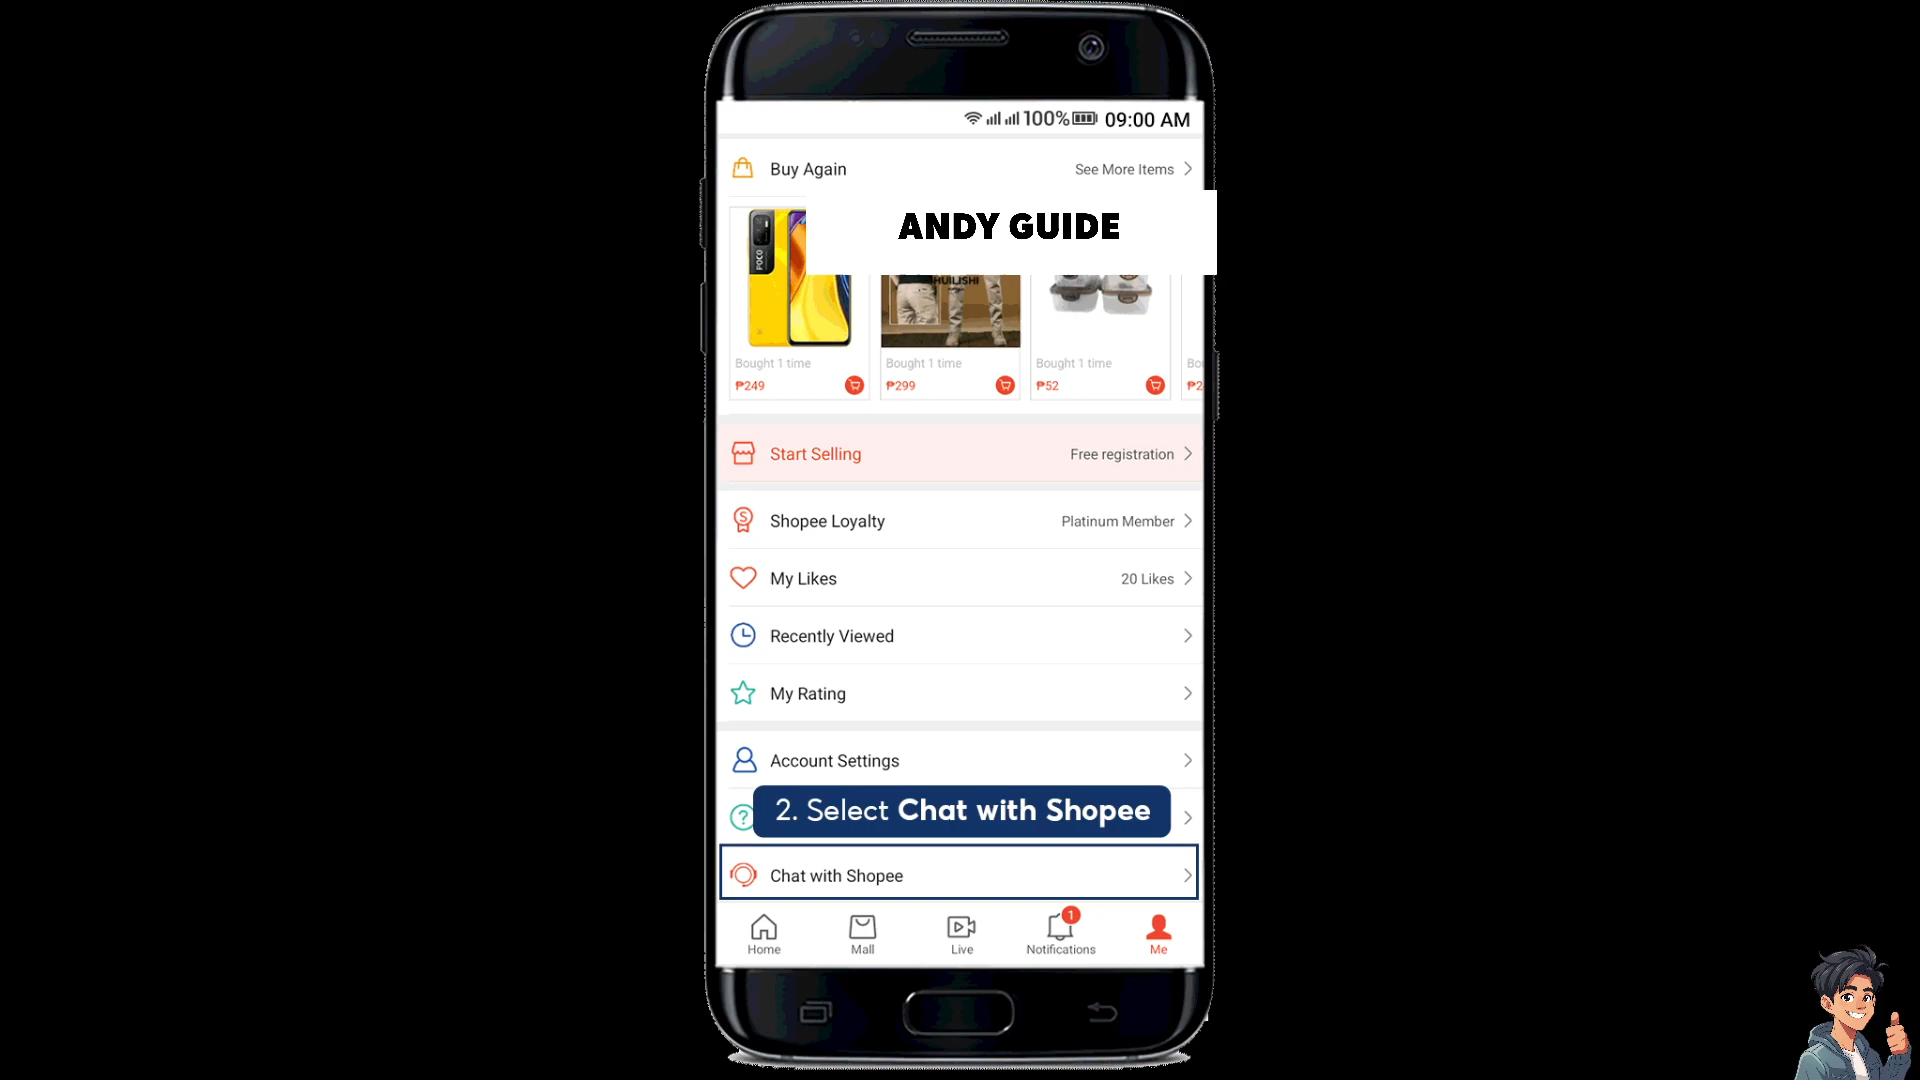 100% 09:00 AM
Buy Again See More Items
ANDY GUIDE
POCO
HUILISHI
Bought 1 time Bought 1 time Bought 1 time Bo
₱249 ₱299 ₱52 ₱2
Start Selling Free registration
Shopee Loyalty Platinum Member
My Likes 20 Likes
Recently Viewed
My Rating
Account Settings
2. Select Chat with Shopee
Chat with Shopee
1
Home Mall Live Notifications Me